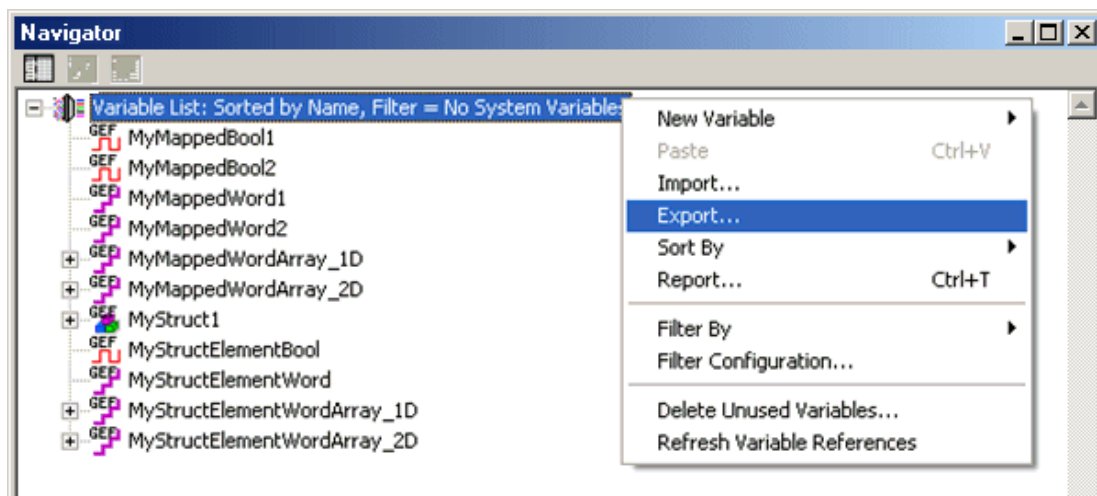 Navigator
Variable List: Sorted by Name, Filter = No System Variable
GEF MyMappedBool1
GEF MyMappedBool2
GEF MyMappedWord1
GEF MyMappedWord2
GEF MyMappedWordArray_1D
GEF MyMappedWordArray_2D
GEF MyStruct1
GEF MyStructElementBool
GEF MyStructElementWord
GEF MyStructElementWordArray_1D
GEF MyStructElementWordArray_2D
New Variable
Paste Ctrl+V
Import...
Export...
Sort By
Report... Ctrl+T
Filter By
Filter Configuration...
Delete Unused Variables...
Refresh Variable References